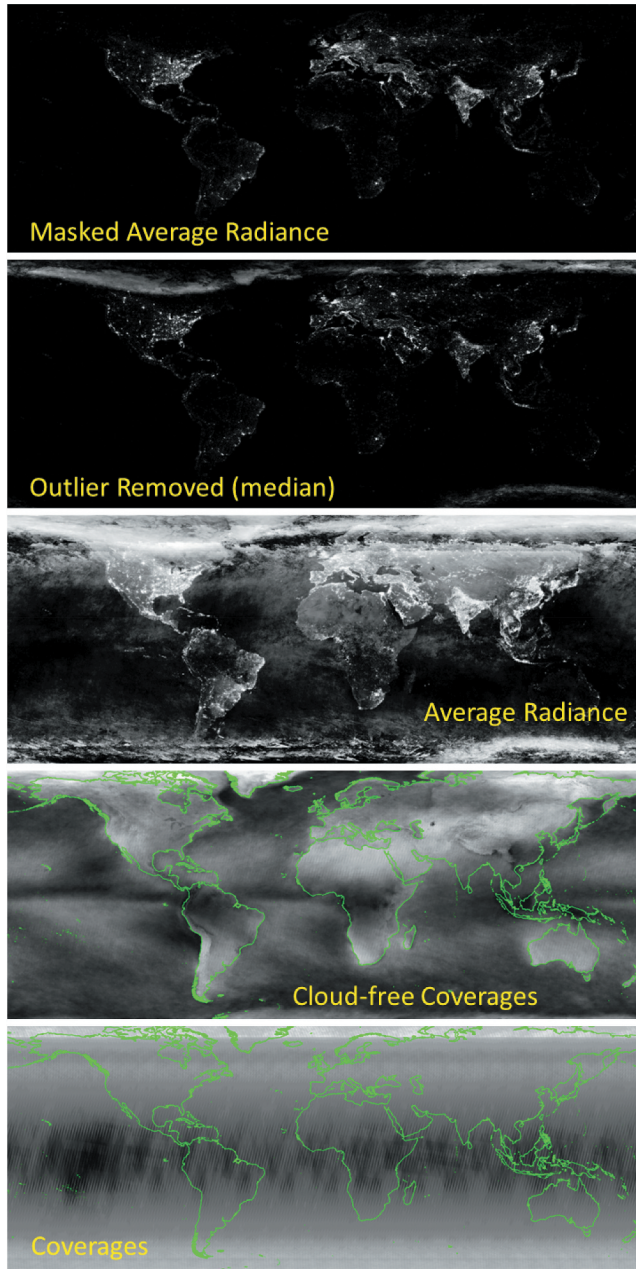 Masked Average Radiance
Outlier Removed (median)
Average Radiance
Cloud-free Coverages
Coverages